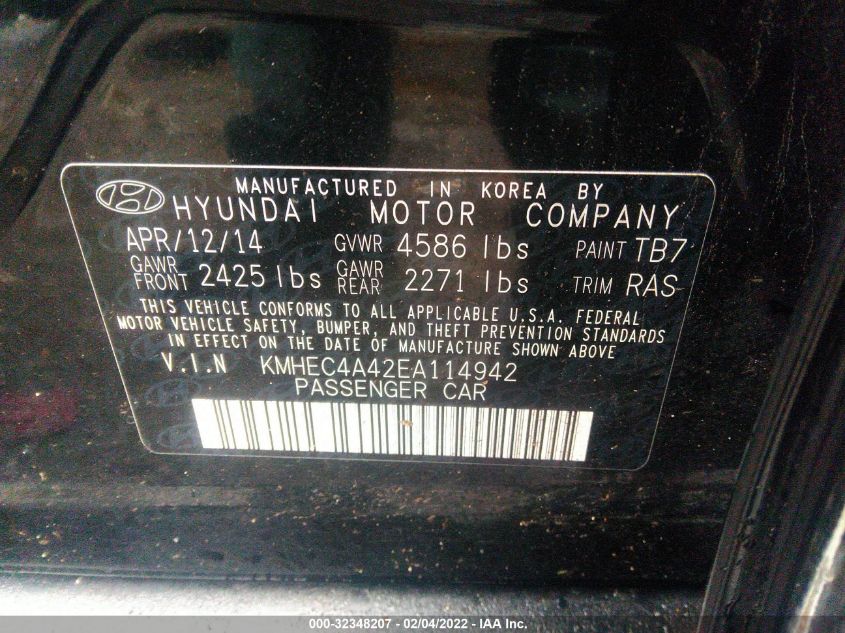 MANUFACTURED IN KOREA BY
HYUNDAI MOTOR COMPANY
APR/12/14 GVWR 4586 lbs PAINT TB7
GAWR FRONT 2425 lbs GAWR REAR 2271 lbs TRIM RAS
THIS VEHICLE CONFORMS TO ALL APPLICABLE U.S.A. FEDERAL
MOTOR VEHICLE SAFETY, BUMPER, AND THEFT PREVENTION STANDARDS
IN EFFECT ON THE DATE OF MANUFACTURE SHOWN ABOVE
V.I.N KMHEC4A42EA114942
PASSENGER CAR
000-32348207 - 02/04/2022 - IAA Inc.